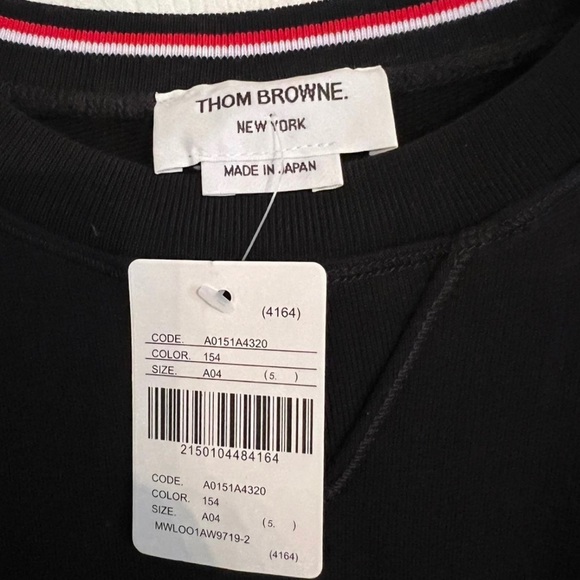 THOM BROWNE.
NEW YORK
MADE IN JAPAN
(4164)
CODE. A0151A4320
COLOR. 154
SIZE. A04 (5. )
2150104484164
CODE. A0151A4320
COLOR. 154
SIZE. A04 (5. )
MWLOO1AW9719-2
(4164)